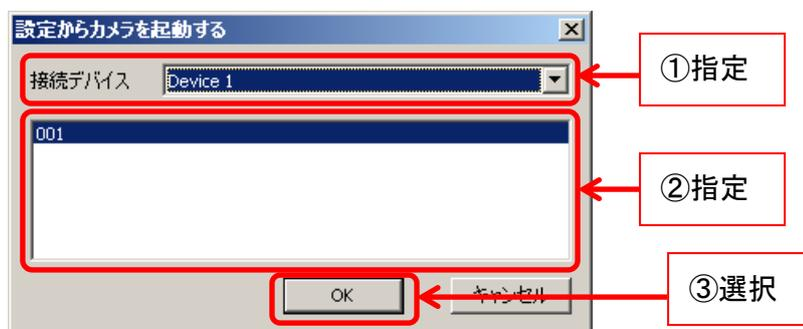 設定からカメラを起動する
接続デバイス Device 1
①指定
001
②指定
OK キャンセル
③選択